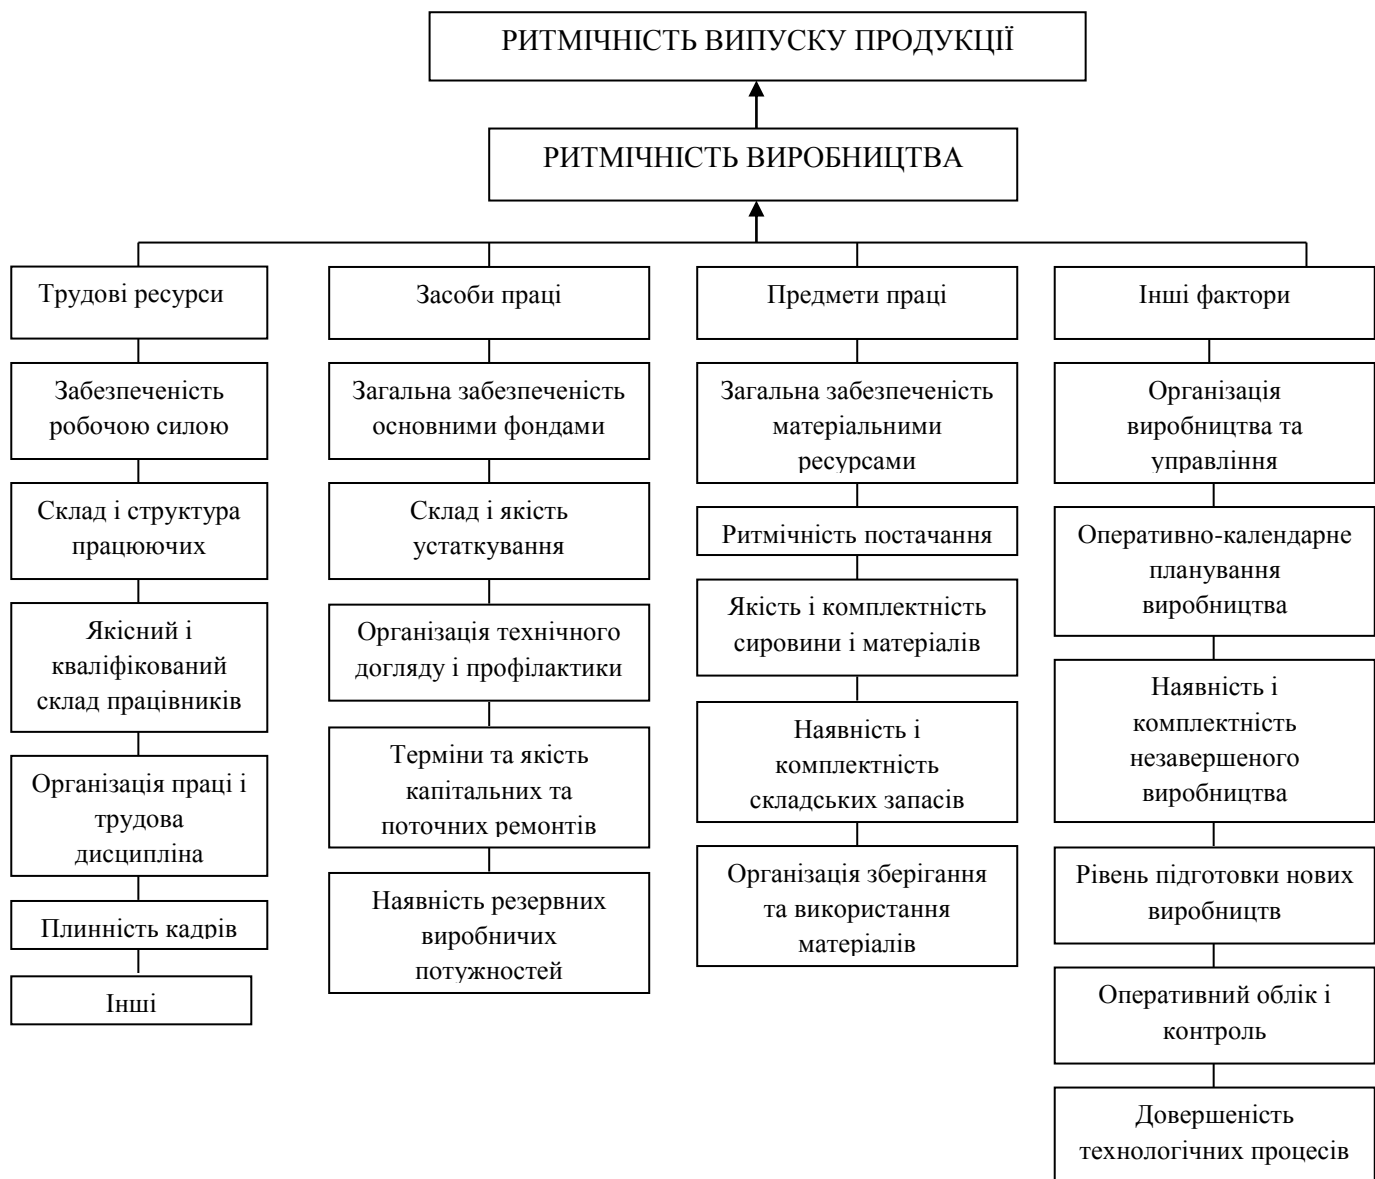 РИТМІЧНІСТЬ ВИПУСКУ ПРОДУКЦІЇ
РИТМІЧНІСТЬ ВИРОБНИЦТВА
Трудові ресурси
Забезпеченість
робочою силою
Склад і структура
працюючих
Якісний і
кваліфікований
склад працівників
Організація праці і
трудова
дисципліна
Плинність кадрів
Інші
Засоби праці
Загальна забезпеченість
основними фондами
Склад і якість
устаткування
Організація технічного
догляду і профілактики
Терміни та якість
капітальних та
поточних ремонтів
Наявність резервних
виробничих
потужностей
Предмети праці
Загальна забезпеченість
матеріальними
ресурсами
Ритмічність постачання
Якість і комплектність
сировини і матеріалів
Наявність і
комплектність
складських запасів
Організація зберігання
та використання
матеріалів
Інші фактори
Організація
виробництва та
управління
Оперативно-календарне
планування
виробництва
Наявність і
комплектність
незавершеного
виробництва
Рівень підготовки нових
виробництв
Оперативний облік і
контроль
Довершеність
технологічних процесів